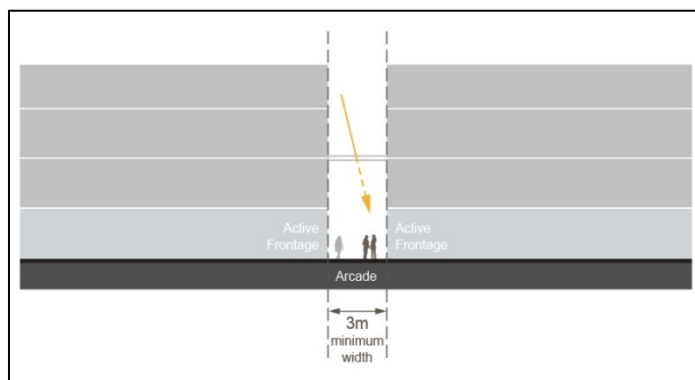 Active
Frontage
Active
Frontage
Arcade
3m
minimum
width